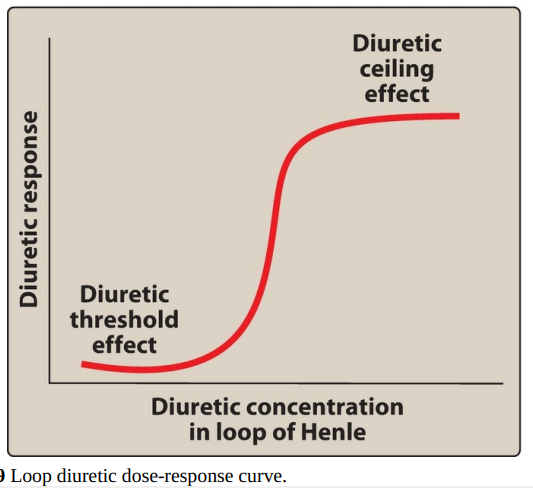 Diuretic
ceiling
effect
Diuretic response
Diuretic
threshold
effect
Diuretic concentration
in loop of Henle
9 Loop diuretic dose-response curve.